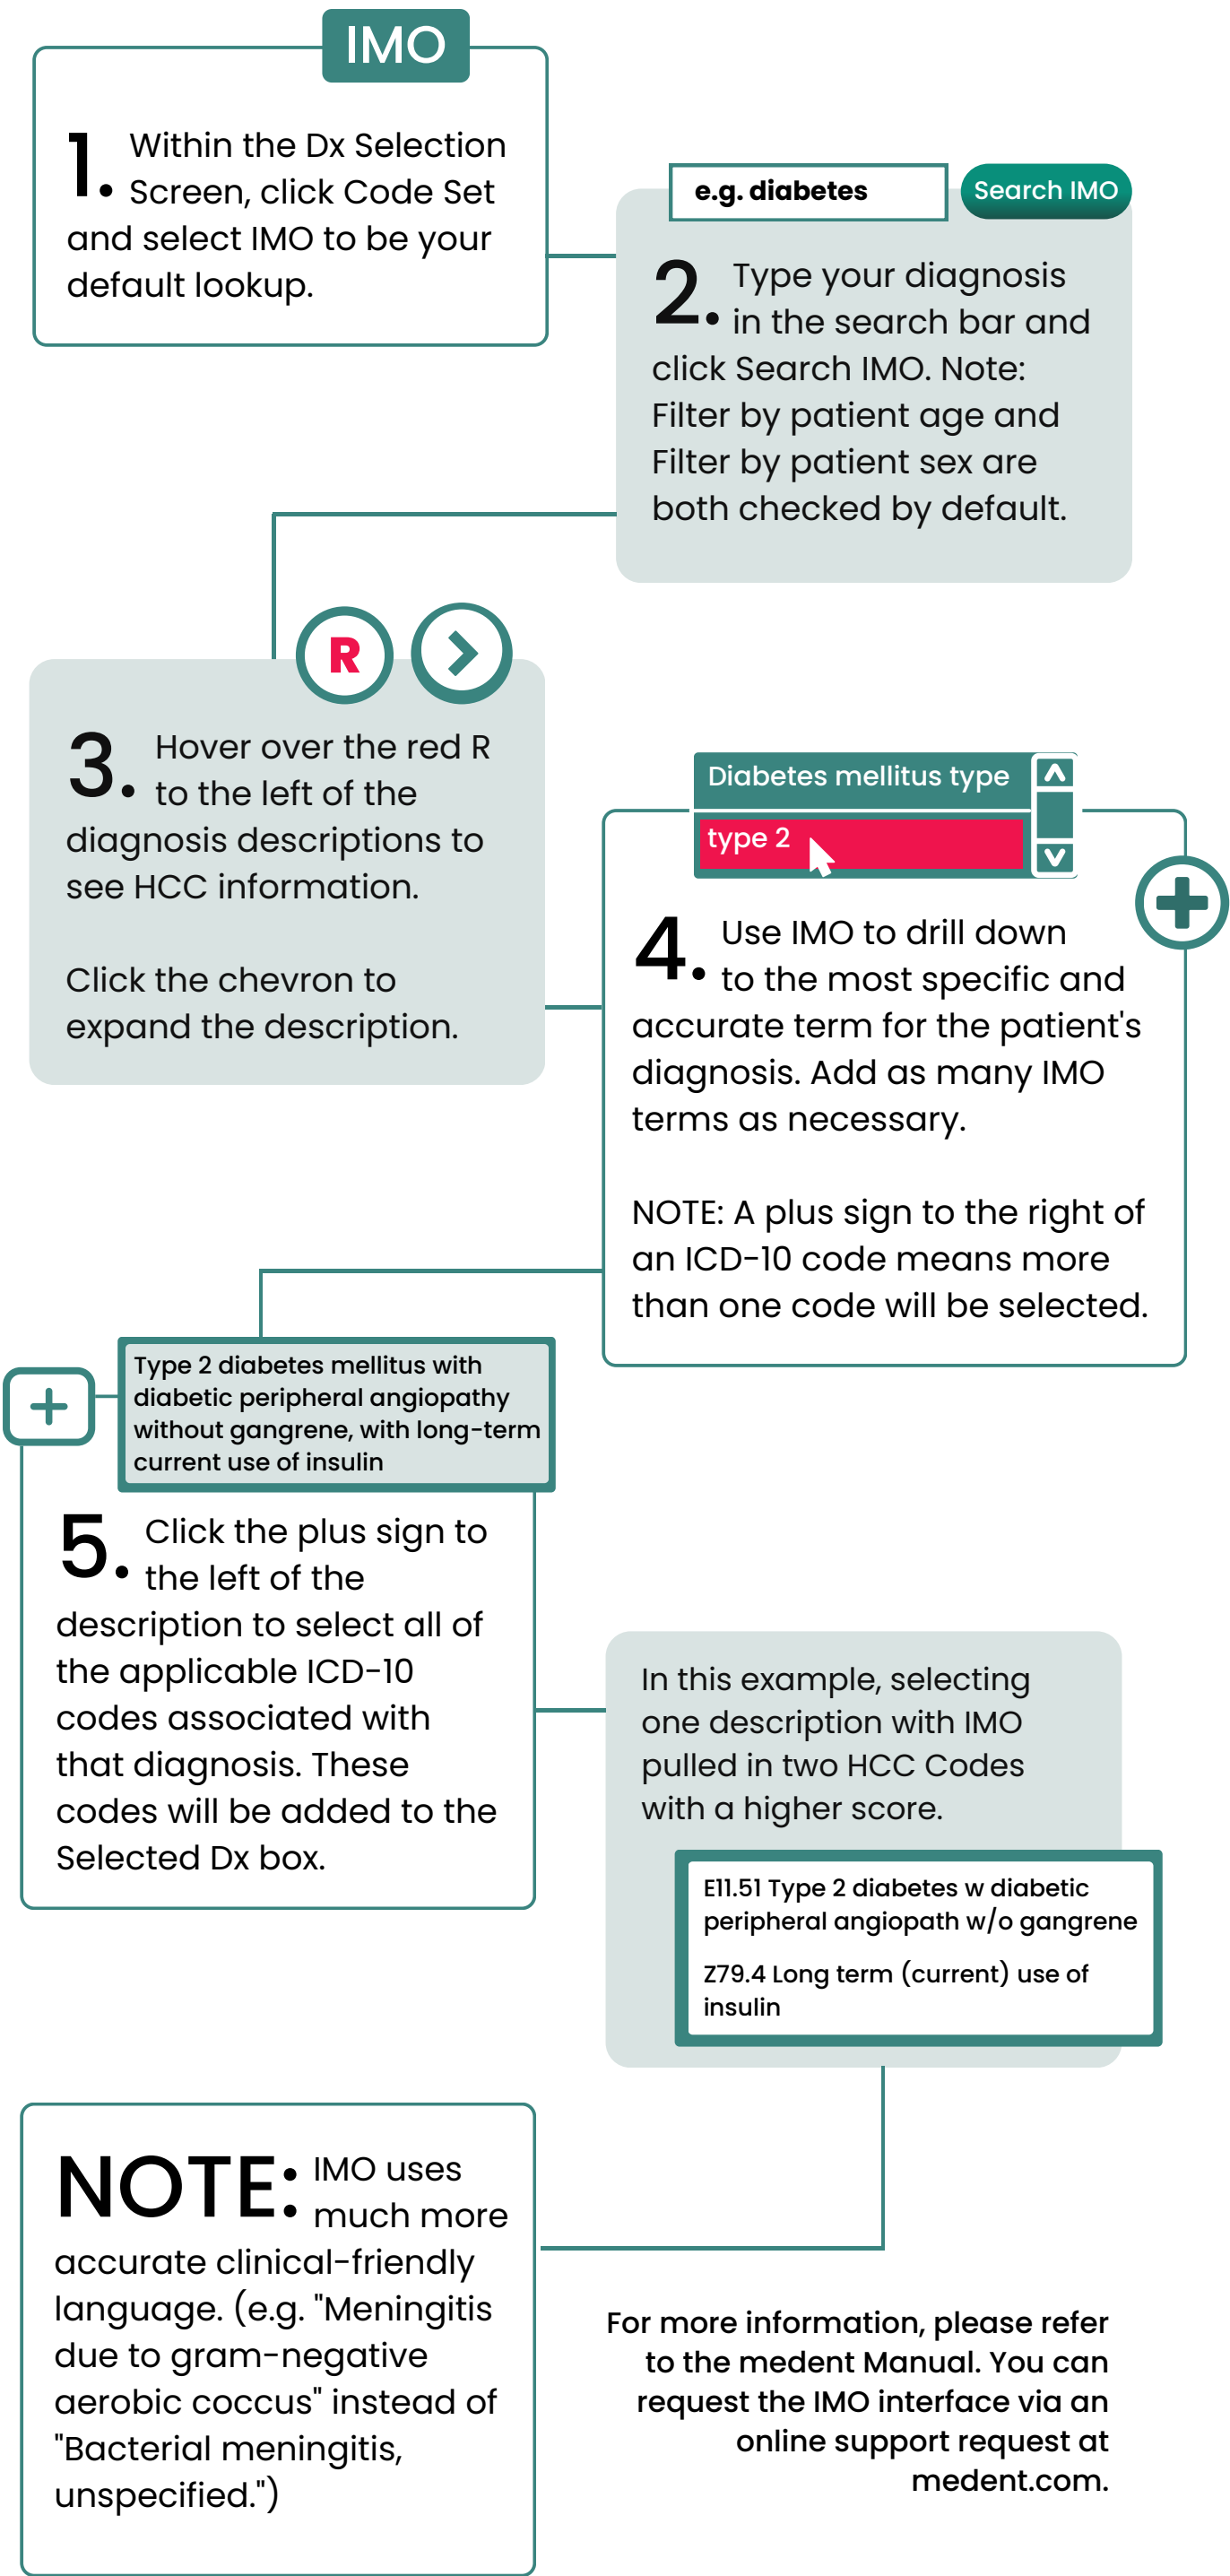 IMO
1. Within the Dx Selection
Screen, click Code Set
and select IMO to be your
default lookup.
e.g. diabetes
Search IMO
2. Type your diagnosis
in the search bar and
click Search IMO. Note:
Filter by patient age and
Filter by patient sex are
both checked by default.
R
3. Hover over the red R
to the left of the
diagnosis descriptions to
see HCC information.
Click the chevron to
expand the description.
Diabetes mellitus type
type 2
4. Use IMO to drill down
to the most specific and
accurate term for the patient's
diagnosis. Add as many IMO
terms as necessary.
NOTE: A plus sign to the right of
an ICD-10 code means more
than one code will be selected.
Type 2 diabetes mellitus with
diabetic peripheral angiopathy
without gangrene, with long-term
current use of insulin
5. Click the plus sign to
the left of the
description to select all of
the applicable ICD-10
codes associated with
that diagnosis. These
codes will be added to the
Selected Dx box.
In this example, selecting
one description with IMO
pulled in two HCC Codes
with a higher score.
E11.51 Type 2 diabetes w diabetic
peripheral angiopath w/o gangrene
Z79.4 Long term (current) use of
insulin
NOTE: IMO uses
much more
accurate clinical-friendly
language. (e.g. "Meningitis
due to gram-negative
aerobic coccus" instead of
"Bacterial meningitis,
unspecified.")
For more information, please refer
to the medent Manual. You can
request the IMO interface via an
online support request at
medent.com.